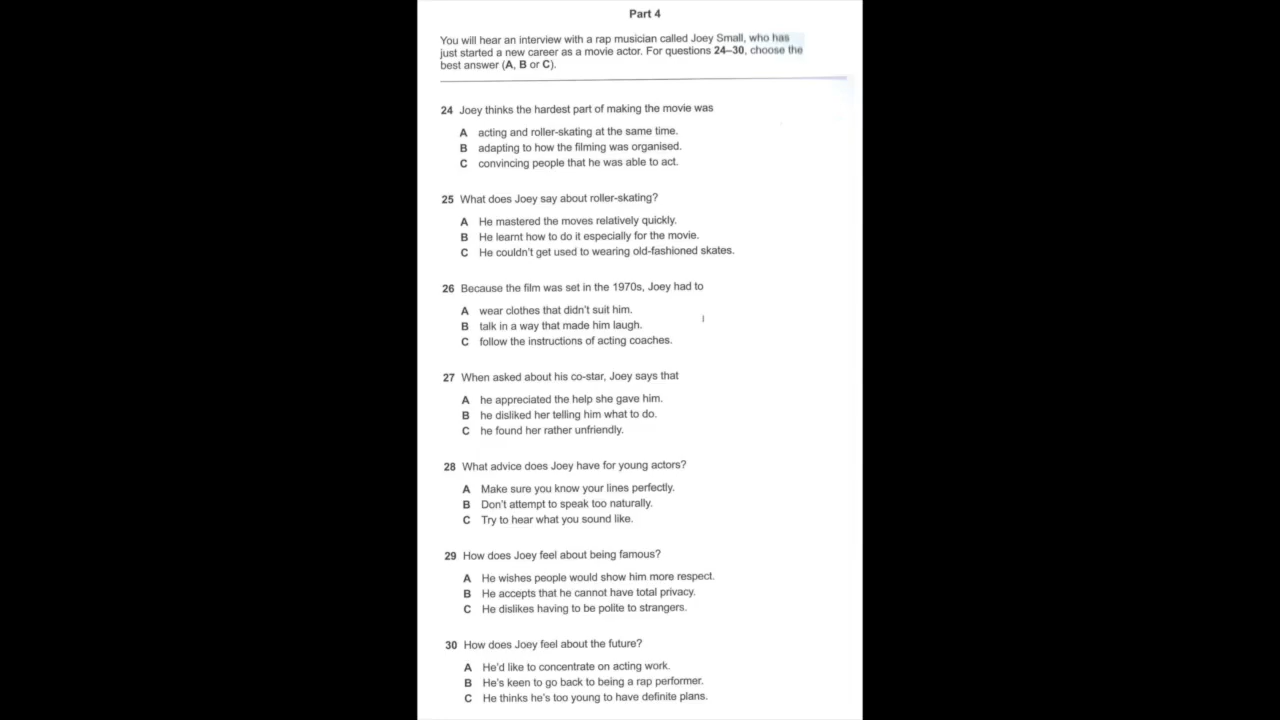 Part 4
You will hear an interview with a rap musician called Joey Small, who has
just started a new career as a movie actor. For questions 24–30, choose the
best answer (A, B or C).
24 Joey thinks the hardest part of making the movie was
A acting and roller-skating at the same time.
B adapting to how the filming was organised.
C convincing people that he was able to act.
25 What does Joey say about roller-skating?
A He mastered the moves relatively quickly.
B He learnt how to do it especially for the movie.
C He couldn't get used to wearing old-fashioned skates.
26 Because the film was set in the 1970s, Joey had to
A wear clothes that didn't suit him.
B talk in a way that made him laugh.
C follow the instructions of acting coaches.
27 When asked about his co-star, Joey says that
A he appreciated the help she gave him.
B he disliked her telling him what to do.
C he found her rather unfriendly.
28 What advice does Joey have for young actors?
A Make sure you know your lines perfectly.
B Don't attempt to speak too naturally.
C Try to hear what you sound like.
29 How does Joey feel about being famous?
A He wishes people would show him more respect.
B He accepts that he cannot have total privacy.
C He dislikes having to be polite to strangers.
30 How does Joey feel about the future?
A He'd like to concentrate on acting work.
B He's keen to go back to being a rap performer.
C He thinks he's too young to have definite plans.